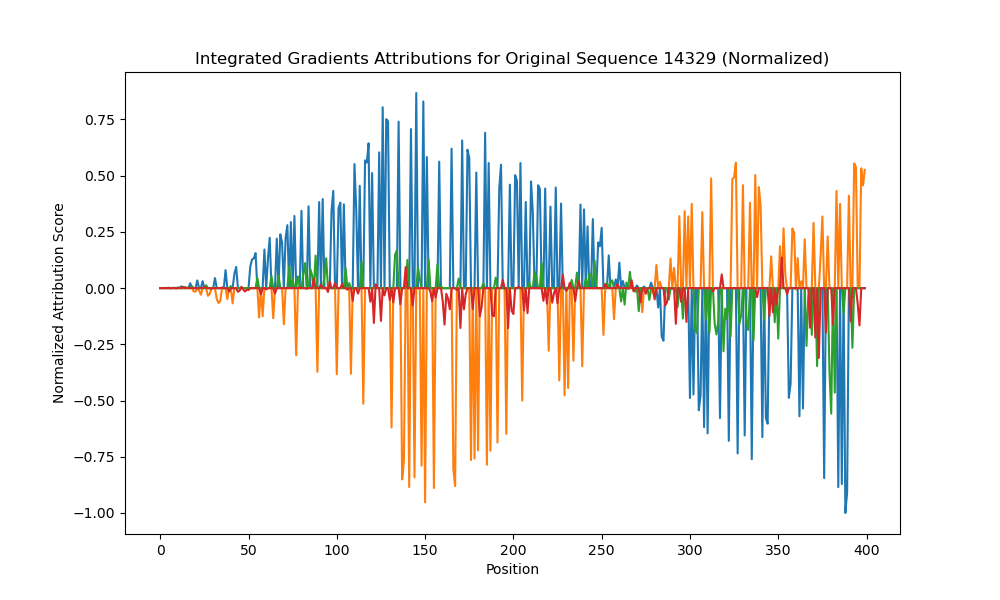 Integrated Gradients Attributions for Original Sequence 14329 (Normalized)
Normalized Attribution Score
0.75
0.50
0.25
0.00
−0.25
−0.50
−0.75
−1.00
0 50 100 150 200 250 300 350 400
Position